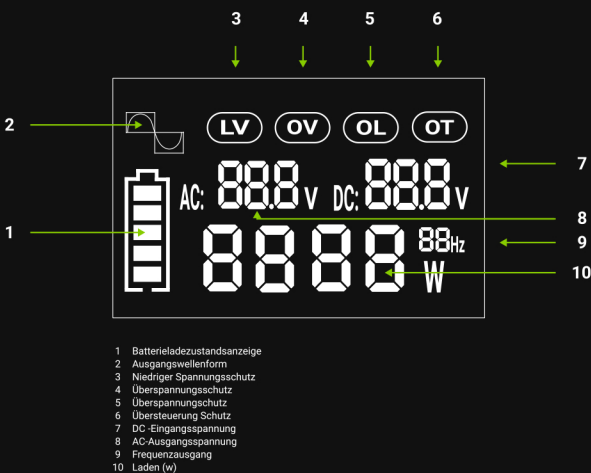 3 4 5 6
LV OV OL OT
2
7
AC: 88.8 V DC: 88.8 V
8
1
88 Hz
9
8888 W
10
1 Batterieladezustandsanzeige
2 Ausgangswellenform
3 Niedriger Spannungsschutz
4 Überspannungsschutz
5 Überspannungschutz
6 Übersteuerung Schutz
7 DC -Eingangsspannung
8 AC-Ausgangsspannung
9 Frequenzausgang
10 Laden (w)